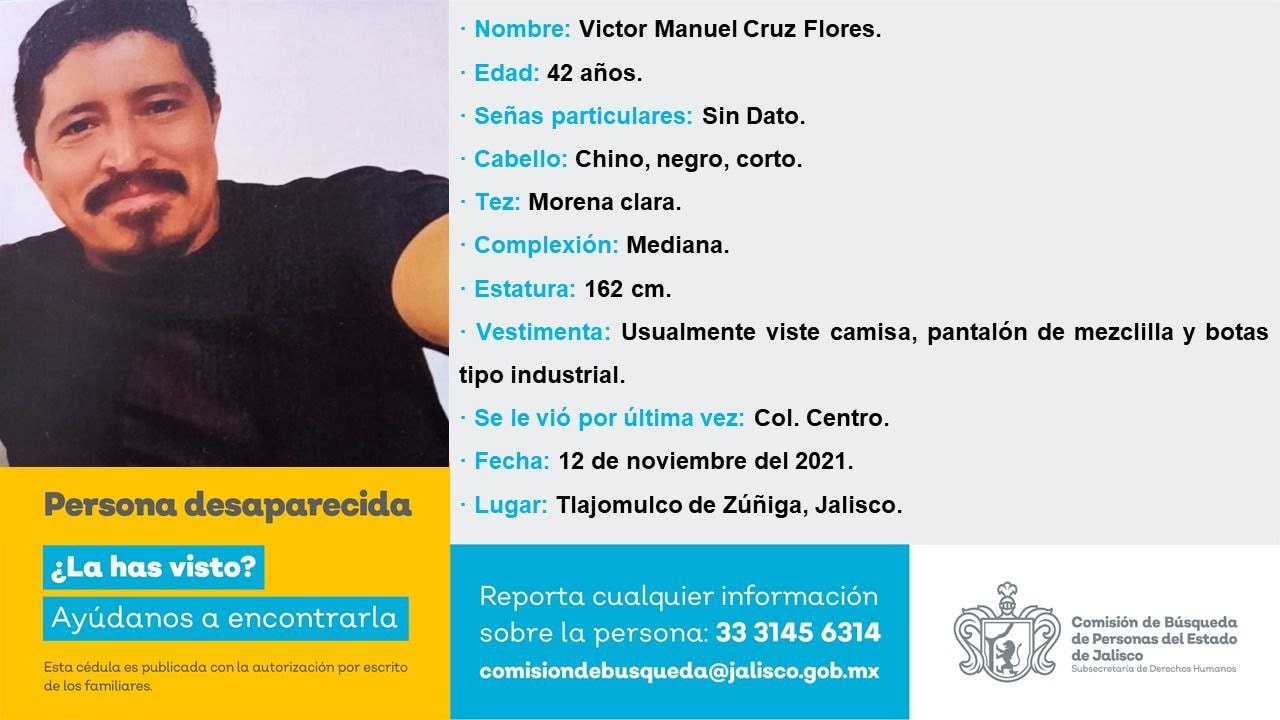 · Nombre: Victor Manuel Cruz Flores.
· Edad: 42 años.
· Señas particulares: Sin Dato.
· Cabello: Chino, negro, corto.
· Tez: Morena clara.
· Complexión: Mediana.
· Estatura: 162 cm.
· Vestimenta: Usualmente viste camisa, pantalón de mezclilla y botas
tipo industrial.
· Se le vió por última vez: Col. Centro.
· Fecha: 12 de noviembre del 2021.
· Lugar: Tlajomulco de Zúñiga, Jalisco.
Persona desaparecida
¿La has visto?
Ayúdanos a encontrarla
Esta cédula es publicada con la autorización por escrito
de los familiares.
Reporta cualquier información
sobre la persona: 33 3145 6314
comisiondebusqueda@jalisco.gob.mx
Comisión de Búsqueda
de Personas del Estado
de Jalisco
Subsecretaría de Derechos Humanos